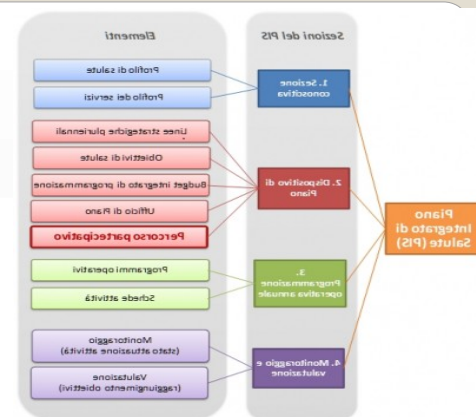 Elementi
Sezioni del PIS
Profilo di salute
Profilo dei servizi
1. Sezione
conoscitiva
Linee strategiche pluriennali
Obiettivi di salute
Budget integrato di programmazione
Ufficio di Piano
Percorso partecipativo
2. Dispositivo di
Piano
Piano
Integrato di
Salute (PIS)
Programmi operativi
Schede attività
3.
Programmazione
operativa annuale
Monitoraggio
(stato attuazione attività)
Valutazione
(raggiungimento obiettivi)
4. Monitoraggio e
valutazione